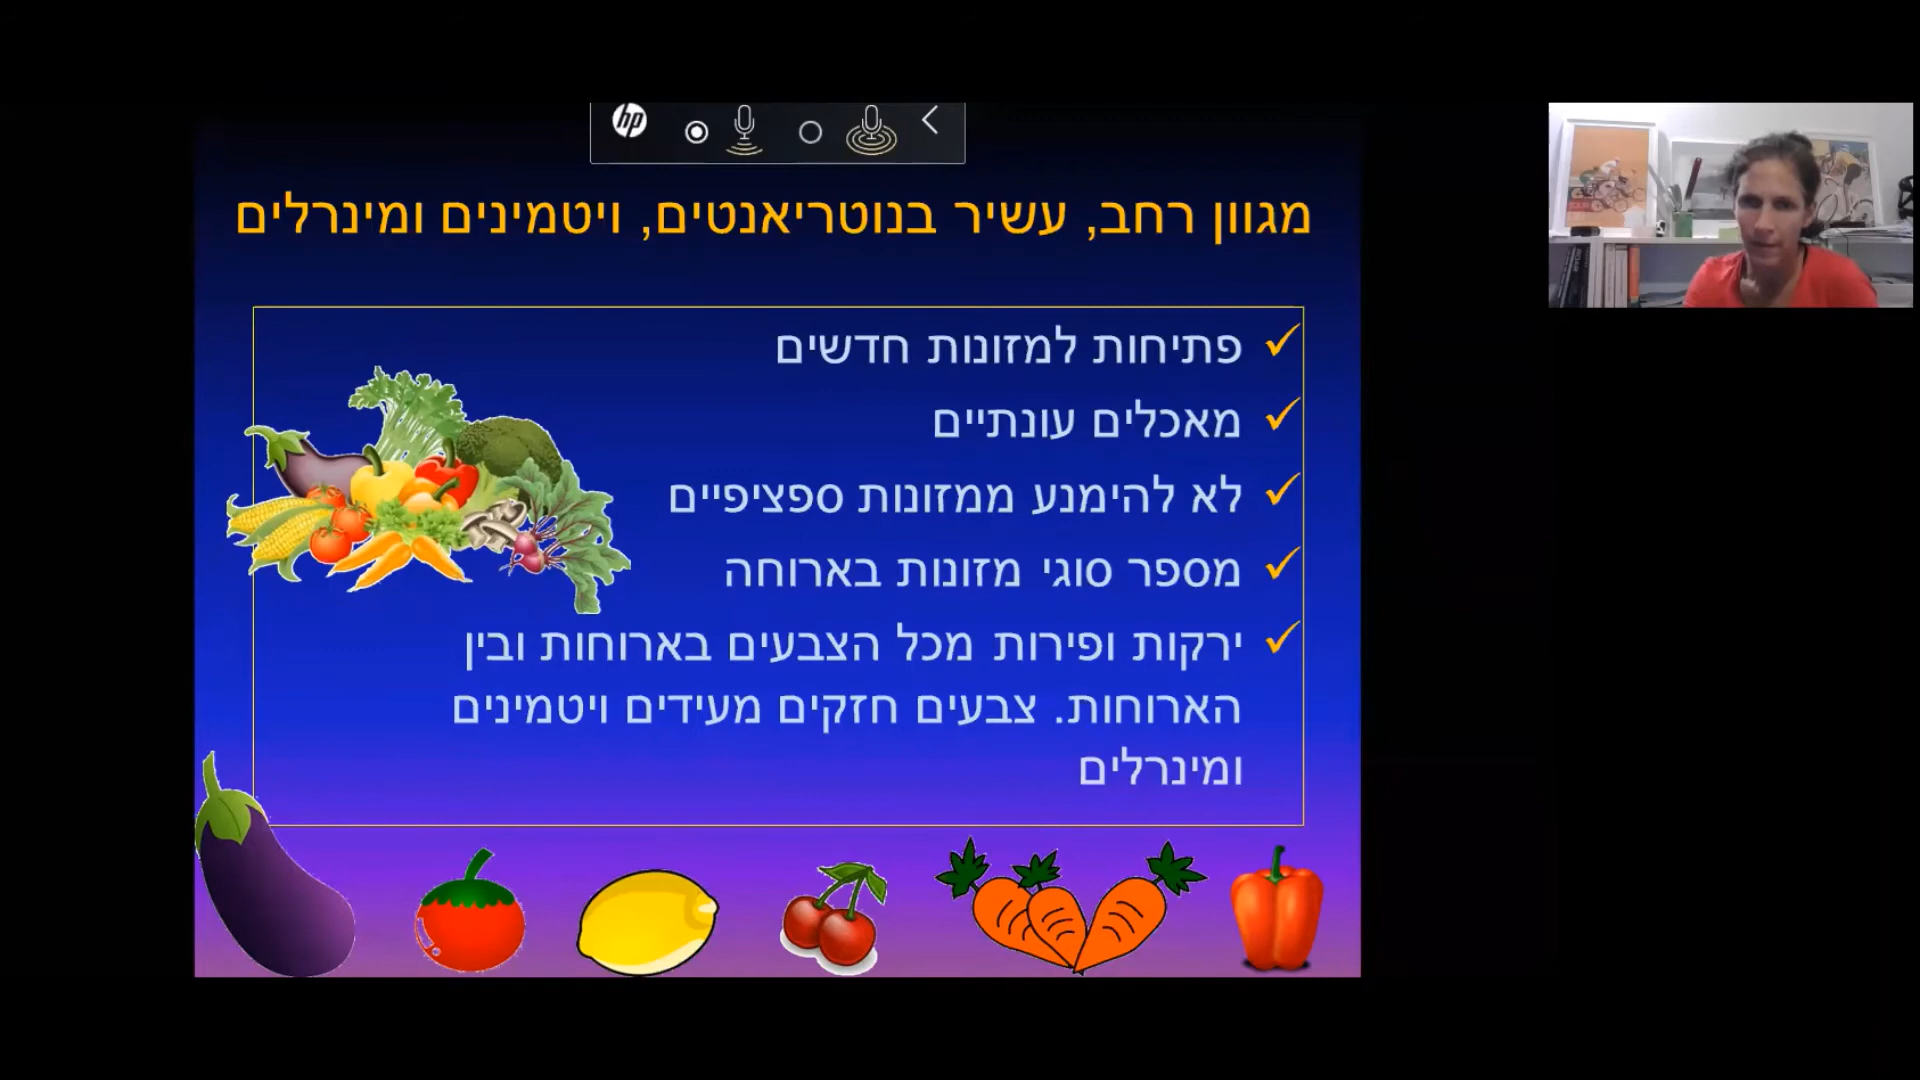 hp
מגוון רחב, עשיר בנוטריאנטים, ויטמינים ומינרלים
פתיחות למזונות חדשים
מאכלים עונתיים
לא להימנע ממזונות ספציפיים
מספר סוגי מזונות בארוחה
ירקות ופירות מכל הצבעים בארוחות ובין
הארוחות. צבעים חזקים מעידים ויטמינים
ומינרלים